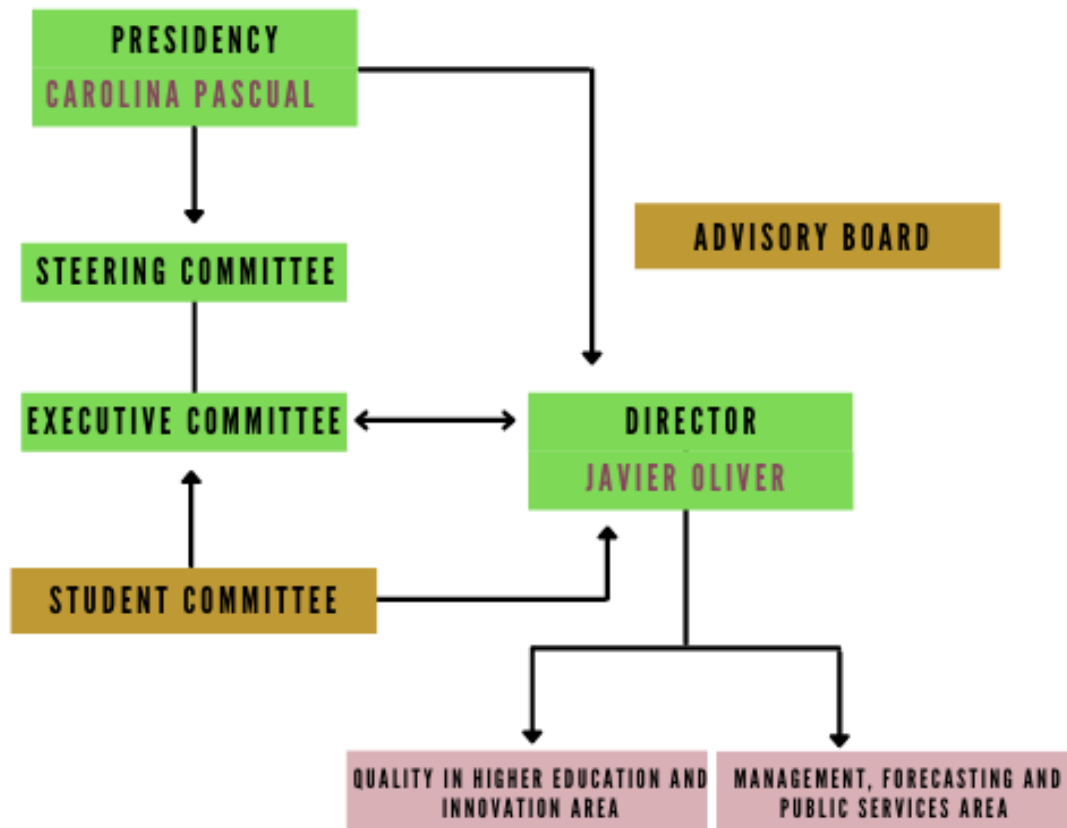 PRESIDENCY
CAROLINA PASCUAL
ADVISORY BOARD
STEERING COMMITTEE
EXECUTIVE COMMITTEE
DIRECTOR
JAVIER OLIVER
STUDENT COMMITTEE
QUALITY IN HIGHER EDUCATION AND
INNOVATION AREA
MANAGEMENT, FORECASTING AND
PUBLIC SERVICES AREA